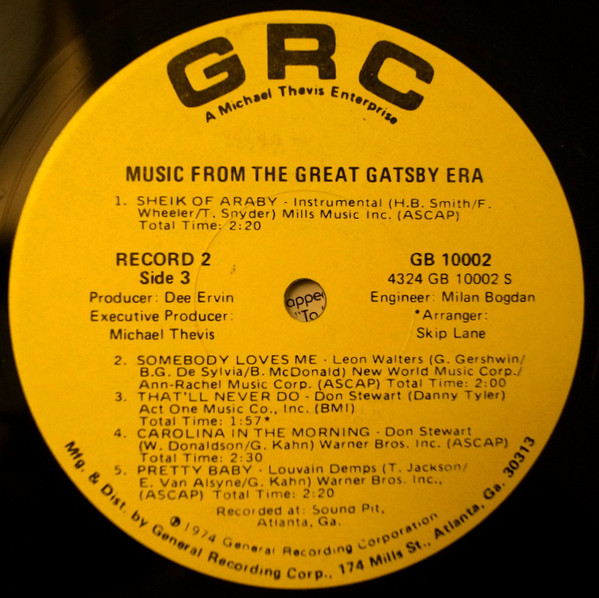 GRC
A Michael Thevis Enterprise
MUSIC FROM THE GREAT GATSBY ERA
1. SHEIK OF ARABY - Instrumental (H.B. Smith/F.
Wheeler/T. Snyder) Mills Music Inc. (ASCAP)
Total Time: 2:20
RECORD 2
Side 3
Producer: Dee Ervin
Executive Producer:
Michael Thevis
GB 10002
4324 GB 10002 S
Engineer: Milan Bogdan
*Arranger:
Skip Lane
appe
"To
2. SOMEBODY LOVES ME - Leon Walters (G. Gershwin/
B.G. De Sylvia/B. McDonald) New World Music Corp./
Ann-Rachel Music Corp. (ASCAP) Total Time: 2:00
3. THAT'LL NEVER DO - Don Stewart (Danny Tyler)
Act One Music Co., Inc. (BMI)
Total Time: 1:57*
4. CAROLINA IN THE MORNING - Don Stewart
(W. Donaldson/G. Kahn) Warner Bros. Inc. (ASCAP)
Total Time: 2:30
5. PRETTY BABY - Louvain Demps (T. Jackson/
E. Van Alsyne/G. Kahn) Warner Bros. Inc.,
(ASCAP) Total Time: 2:20
Recorded at: Sound Pit,
Atlanta, Ga.
℗ 1974 General Recording Corporation
Mfg. & Dist. by General Recording Corp., 174 Mills St., Atlanta, Ga. 30313